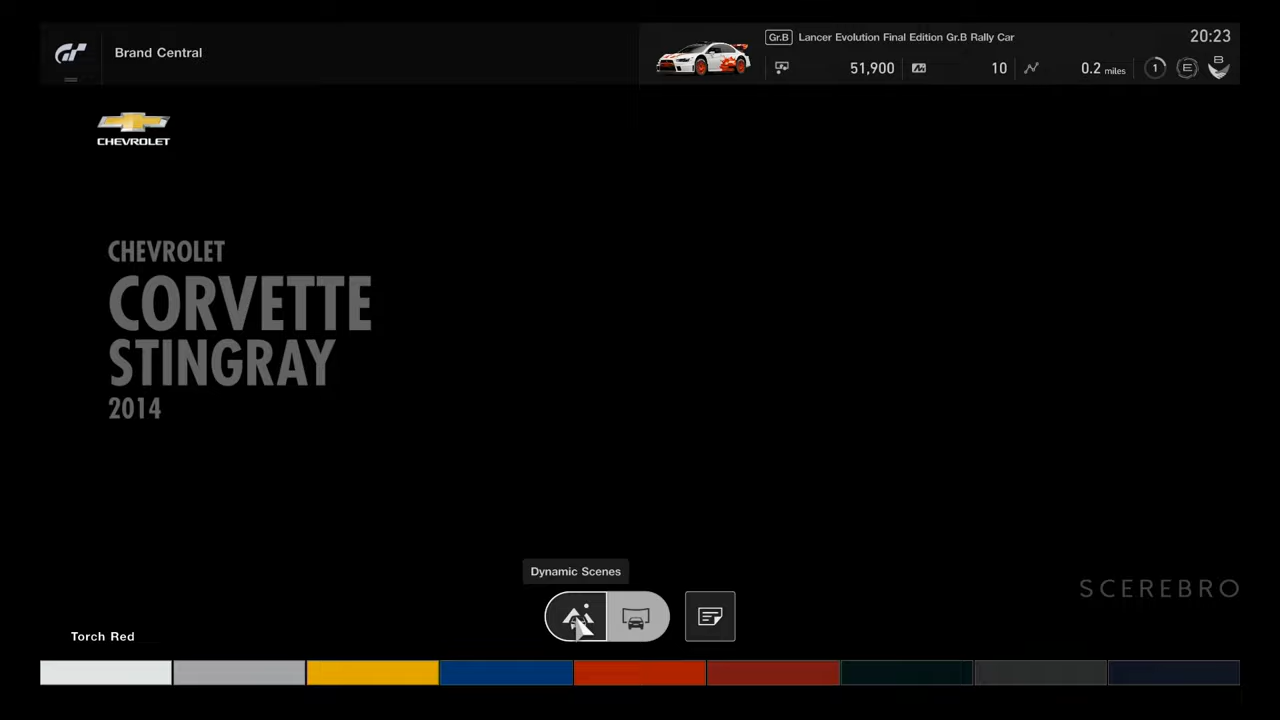 Brand Central
Gr.B Lancer Evolution Final Edition Gr.B Rally Car
20:23
51,900
10
0.2 miles
1
E
B
CHEVROLET
CHEVROLET
CORVETTE
STINGRAY
2014
Dynamic Scenes
SCEREBRO
Torch Red